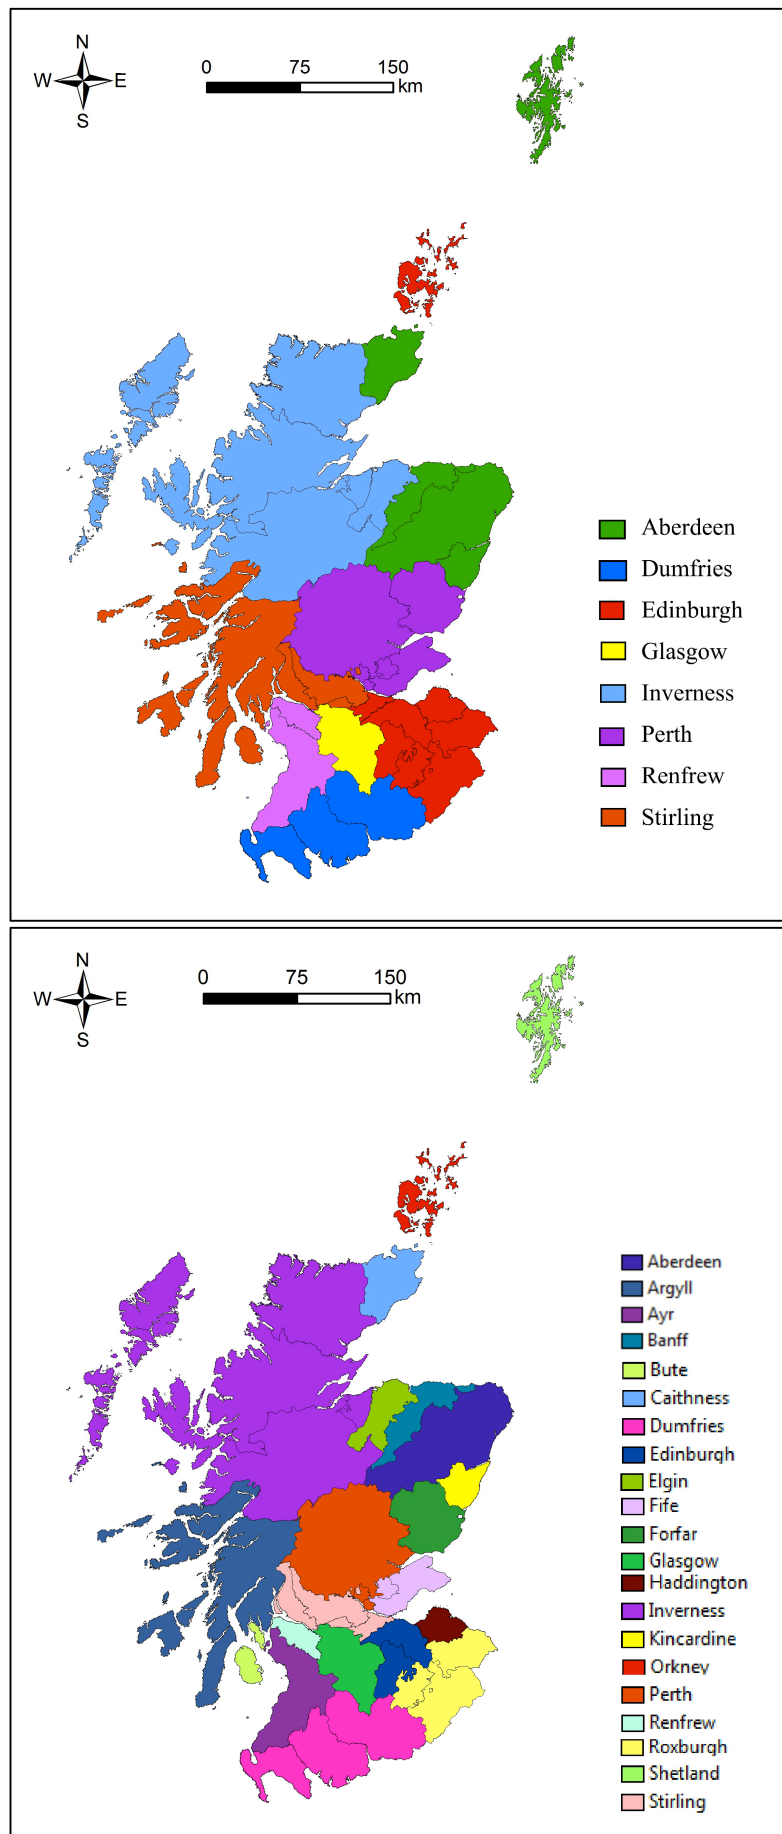 N
W E
S
0 75 150
km
Aberdeen
Dumfries
Edinburgh
Glasgow
Inverness
Perth
Renfrew
Stirling
N
W E
S
0 75 150
km
Aberdeen
Argyll
Ayr
Banff
Bute
Caithness
Dumfries
Edinburgh
Elgin
Fife
Forfar
Glasgow
Haddington
Inverness
Kincardine
Orkney
Perth
Renfrew
Roxburgh
Shetland
Stirling